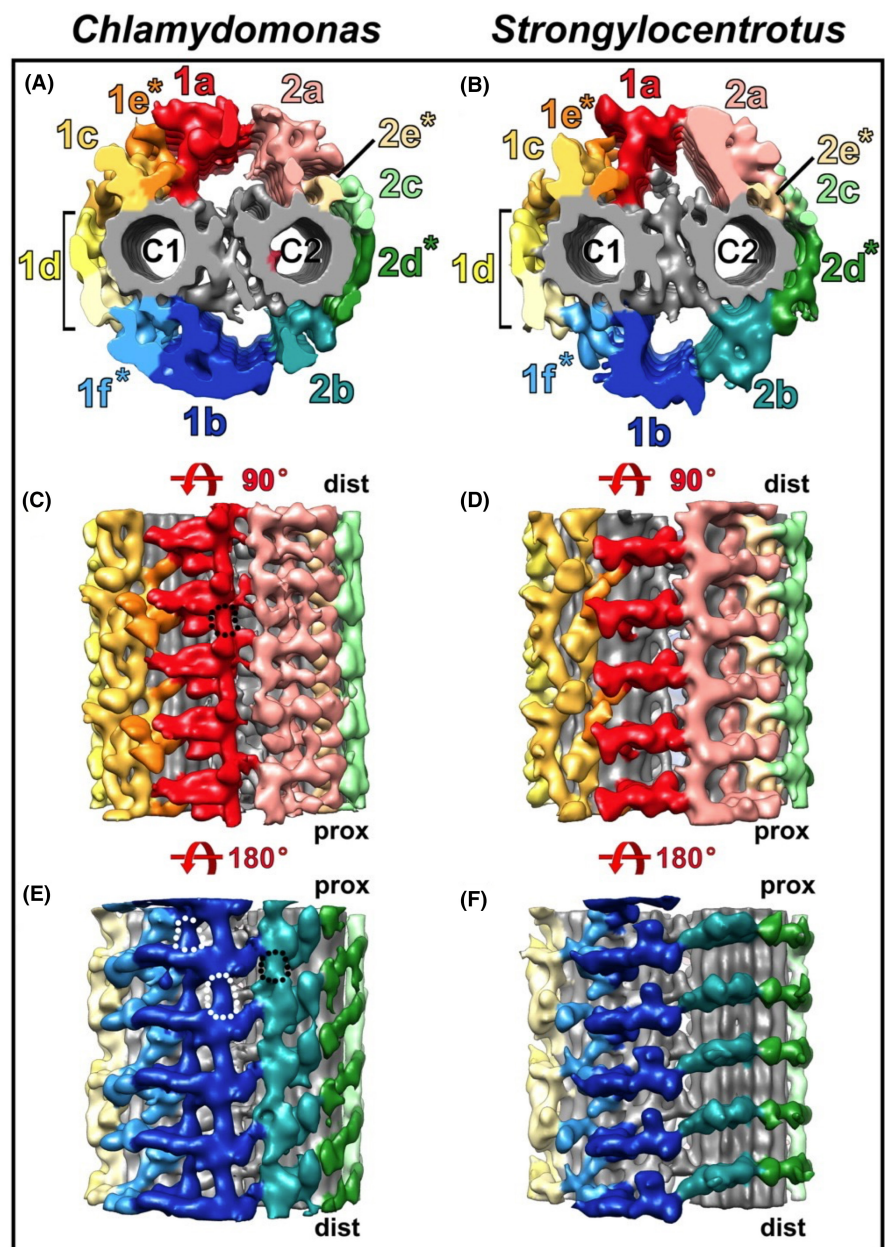 Chlamydomonas Strongylocentrotus
(A) (B)
1a 2a 1a 2a
1e* 1e*
1c 2e* 1c 2e*
2c 2c
C1 C2 C1 C2
1d 2d* 1d 2d*
1f* 2b 1f* 2b
1b 1b
90° dist 90° dist
(C) (D)
prox prox
180° 180°
prox prox
(E) (F)
dist dist